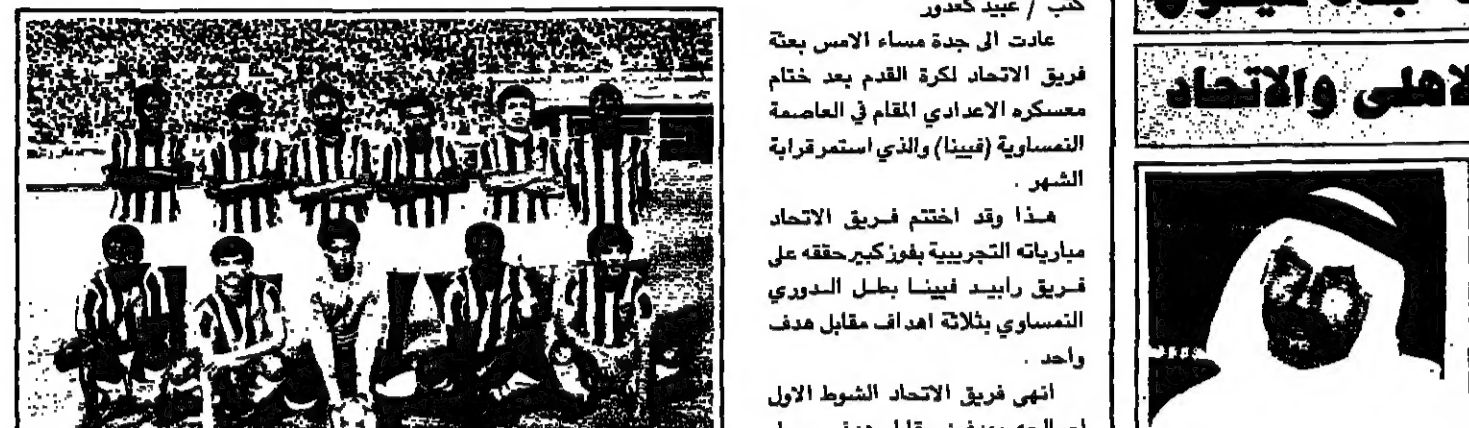 كتب / عبيد كعدور
عادت الى جدة مساء الامس بعثة
فريق الاتحاد لكرة القدم بعد ختام
معسكره الاعدادي المقام في العاصمة
النمساوية (فيينا) والذي استمر قرابة
الشهر .
هذا وقد اختتم فريق الاتحاد
مبارياته التجريبية بفوز كبير حققه على
فريق رابيد فيينا بطل الدوري
النمساوي بثلاثة اهداف مقابل هدف
واحد .
انهى فريق الاتحاد الشوط الاول
لاهلى والاتحاد